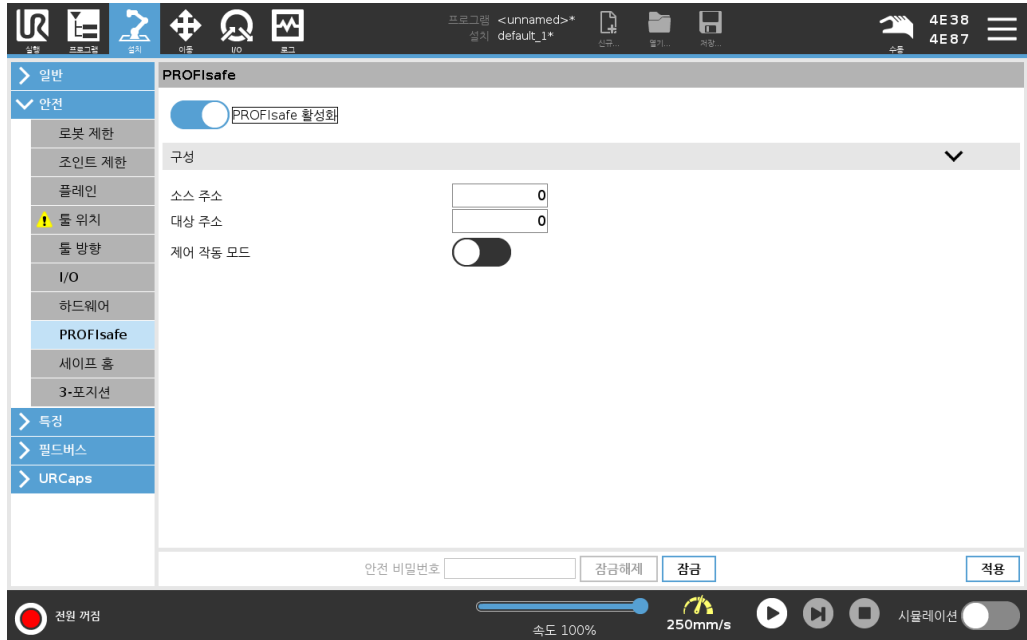 프로그램 <unnamed>*
설치 default_1*
4E38
4E87
실행
프로그램
설치
이동
I/O
로그
신규...
열기...
저장...
수동
일반
안전
로봇 제한
조인트 제한
플레인
툴 위치
툴 방향
I/O
하드웨어
PROFIsafe
세이프 홈
3-포지션
특징
필드버스
URCaps
PROFIsafe
PROFIsafe 활성화
구성
소스 주소 0
대상 주소 0
제어 작동 모드
안전 비밀번호 잠금해제 잠금 적용
전원 꺼짐
속도 100%
250mm/s
시뮬레이션